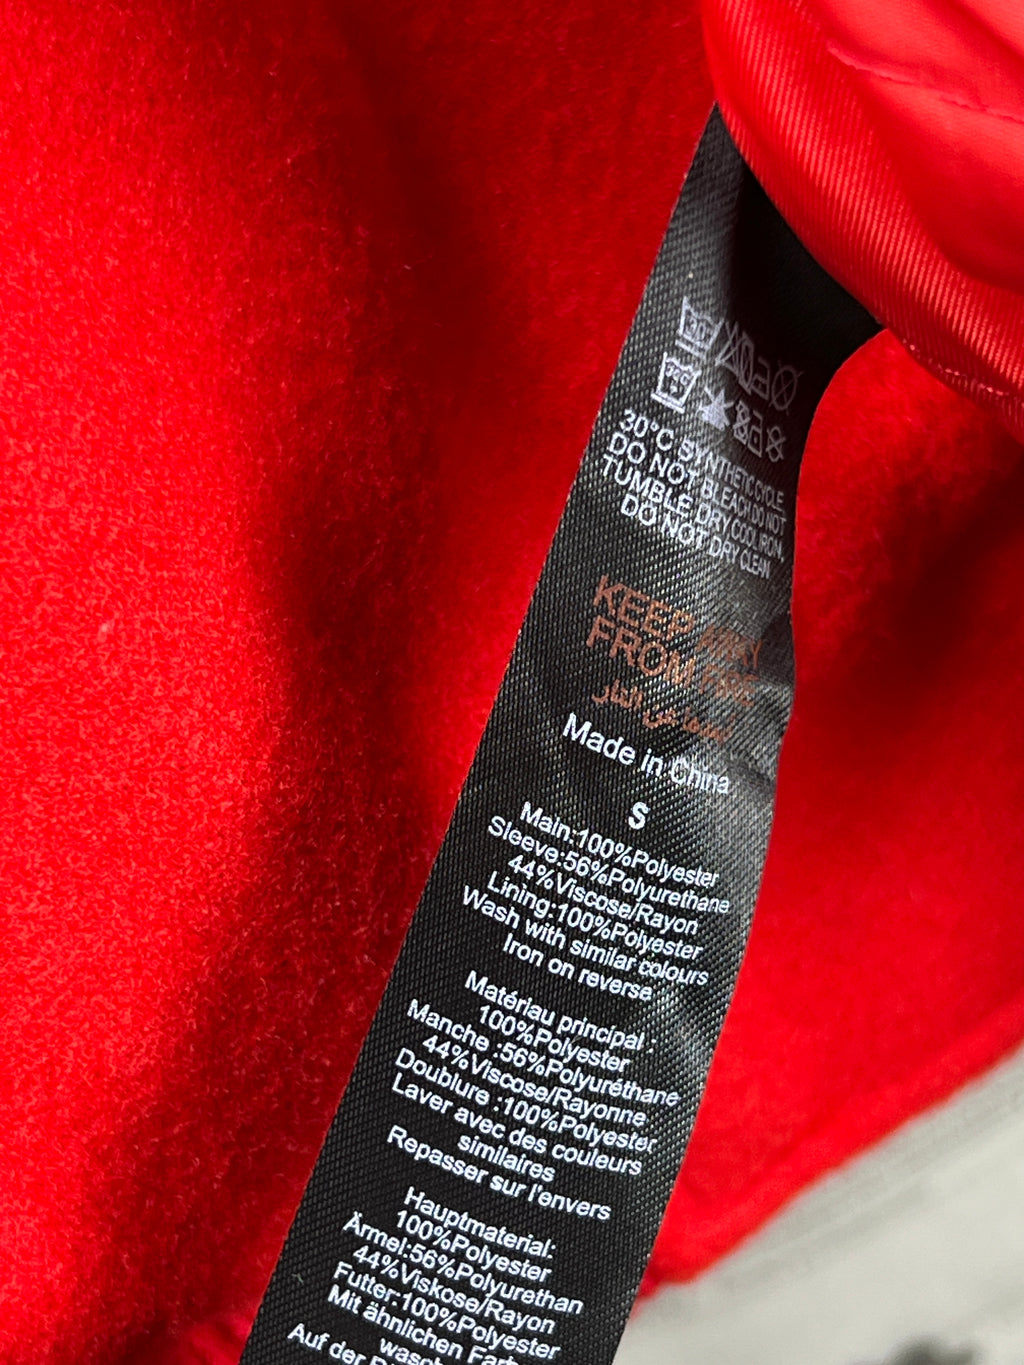 30°C SYNTHETIC CYCLE
DO NOT BLEACH,DO NOT
TUMBLE DRY,COOL IRON,
DO NOT DRY CLEAN
KEEP AWAY
FROM FIRE
عن النار
Made in China
S
Main:100%Polyester
Sleeve:56%Polyurethane
44%Viscose/Rayon
Lining:100%Polyester
Wash with similar colours
Iron on reverse
Matériau principal :
100%Polyester
Manche :56%Polyuréthane
44%Viscose/Rayonne
Doublure :100%Polyester
Laver avec des couleurs
similaires
Repasser sur l'envers
Hauptmaterial:
100%Polyester
Ärmel:56%Polyurethan
44%Viskose/Rayon
Futter:100%Polyester
Mit ähnlichen
Auf der